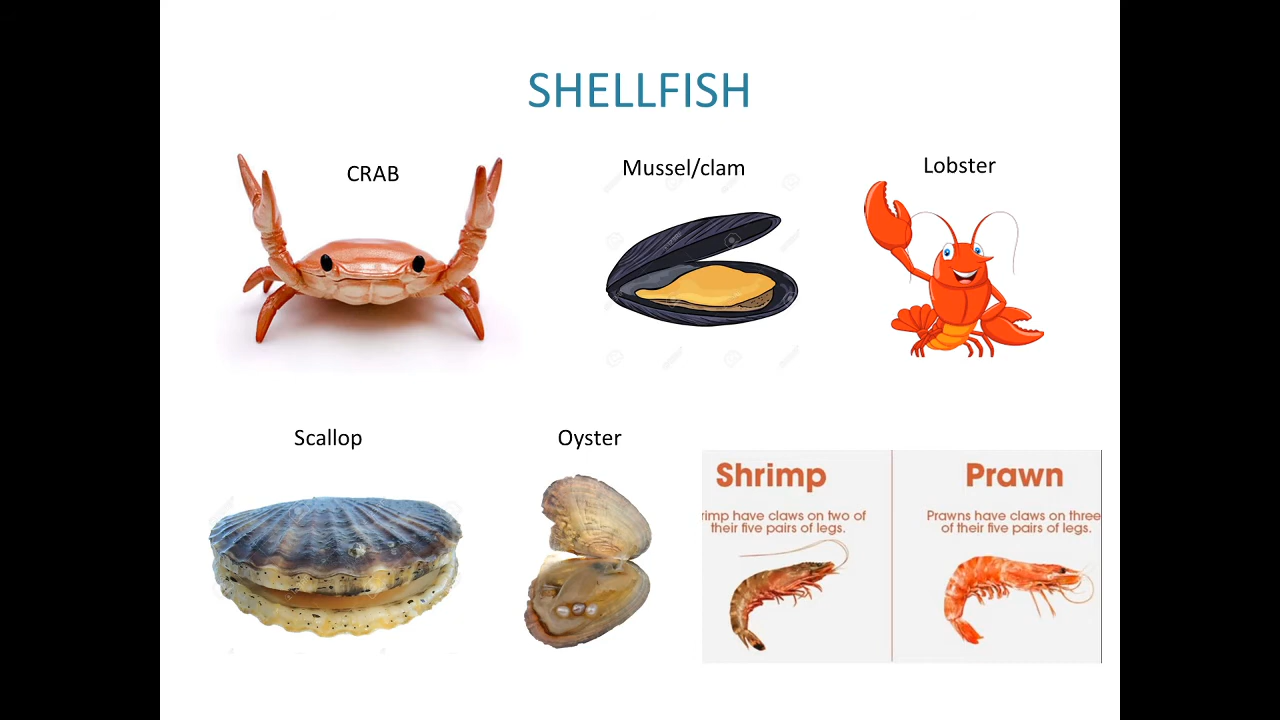 SHELLFISH
CRAB
Mussel/clam
Lobster
Scallop
Oyster
Shrimp
rimp have claws on two of
their five pairs of legs.
Prawn
Prawns have claws on three
of their five pairs of legs.